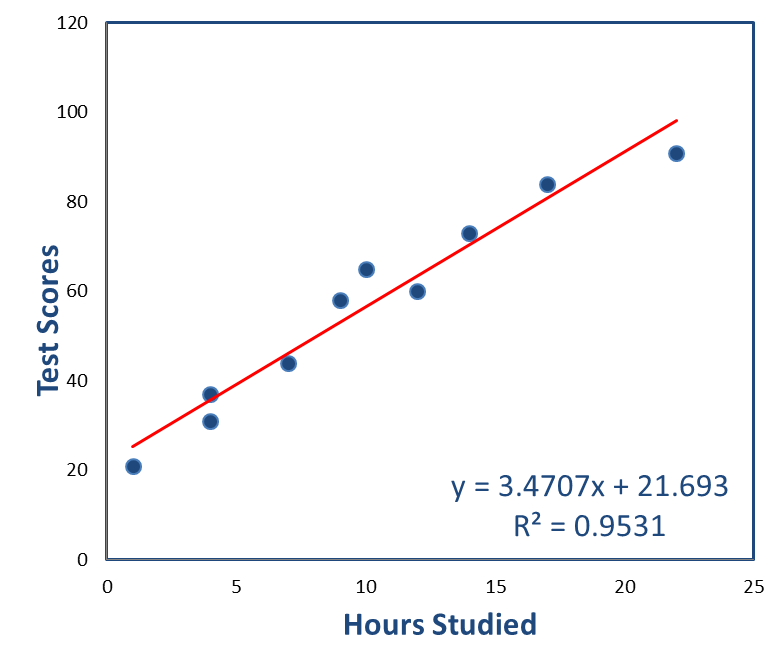 120
100
80
60
40
20
0
Test Scores
y = 3.4707x + 21.693
R² = 0.9531
0 5 10 15 20 25
Hours Studied